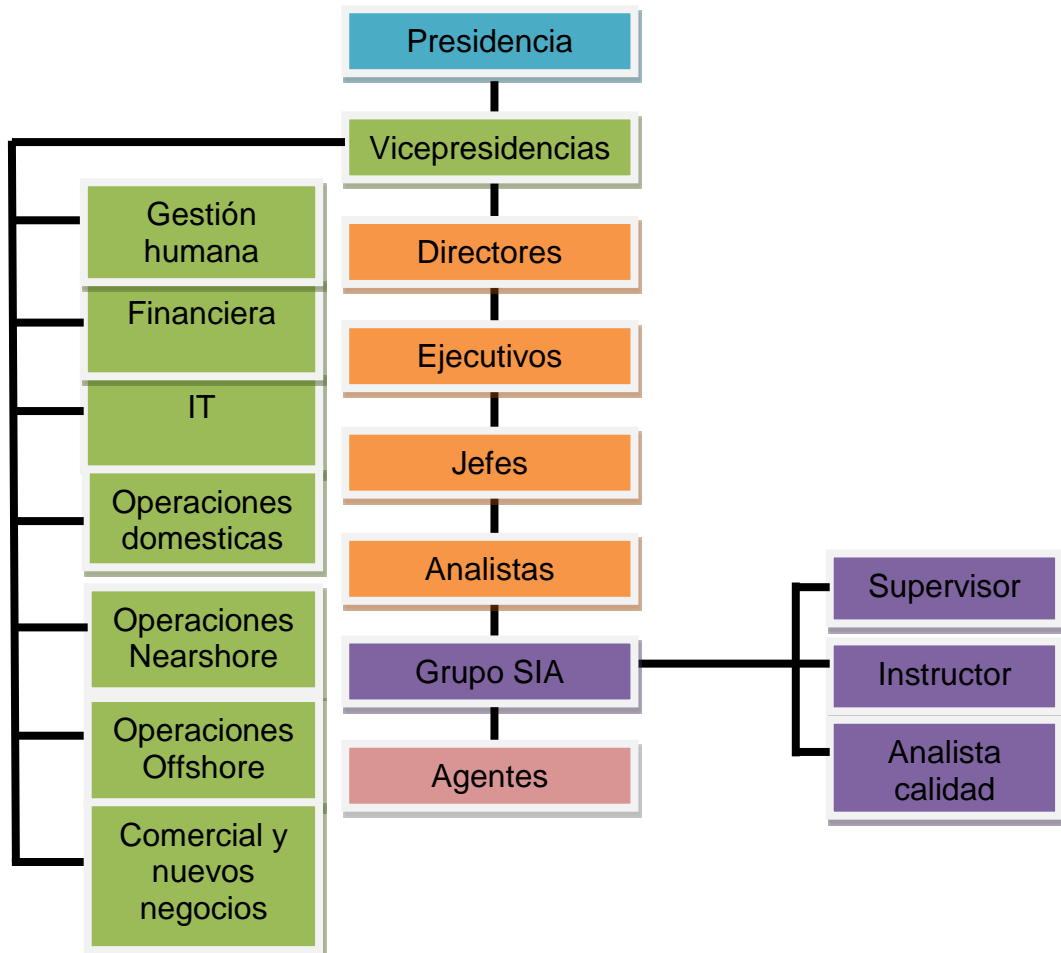 Presidencia
Vicepresidencias
Gestión
humana
Financiera
IT
Operaciones
domesticas
Operaciones
Nearshore
Operaciones
Offshore
Comercial y
nuevos
negocios
Directores
Ejecutivos
Jefes
Analistas
Grupo SIA
Agentes
Supervisor
Instructor
Analista
calidad